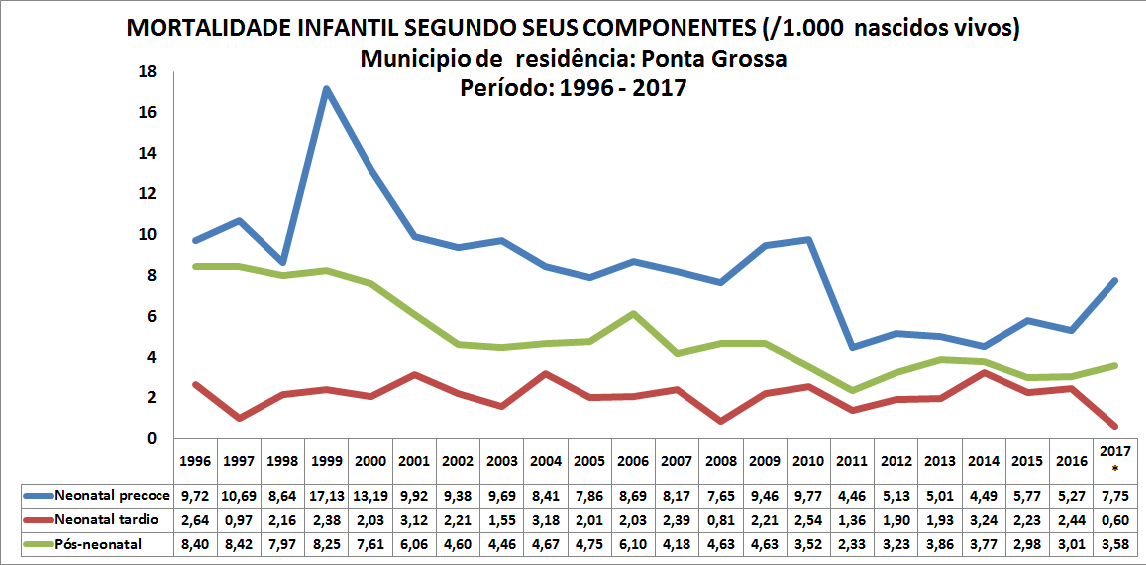 MORTALIDADE INFANTIL SEGUNDO SEUS COMPONENTES (/1.000 nascidos vivos)
Municipio de residência: Ponta Grossa
Período: 1996 - 2017
18
16
14
12
10
8
6
4
2
0
1996 1997 1998 1999 2000 2001 2002 2003 2004 2005 2006 2007 2008 2009 2010 2011 2012 2013 2014 2015 2016 2017 *
Neonatal precoce 9,72 10,69 8,64 17,13 13,19 9,92 9,38 9,69 8,41 7,86 8,69 8,17 7,65 9,46 9,77 4,46 5,13 5,01 4,49 5,77 5,27 7,75
Neonatal tardio 2,64 0,97 2,16 2,38 2,03 3,12 2,21 1,55 3,18 2,01 2,03 2,39 0,81 2,21 2,54 1,36 1,90 1,93 3,24 2,23 2,44 0,60
Pós-neonatal 8,40 8,42 7,97 8,25 7,61 6,06 4,60 4,46 4,67 4,75 6,10 4,18 4,63 4,63 3,52 2,33 3,23 3,86 3,77 2,98 3,01 3,58